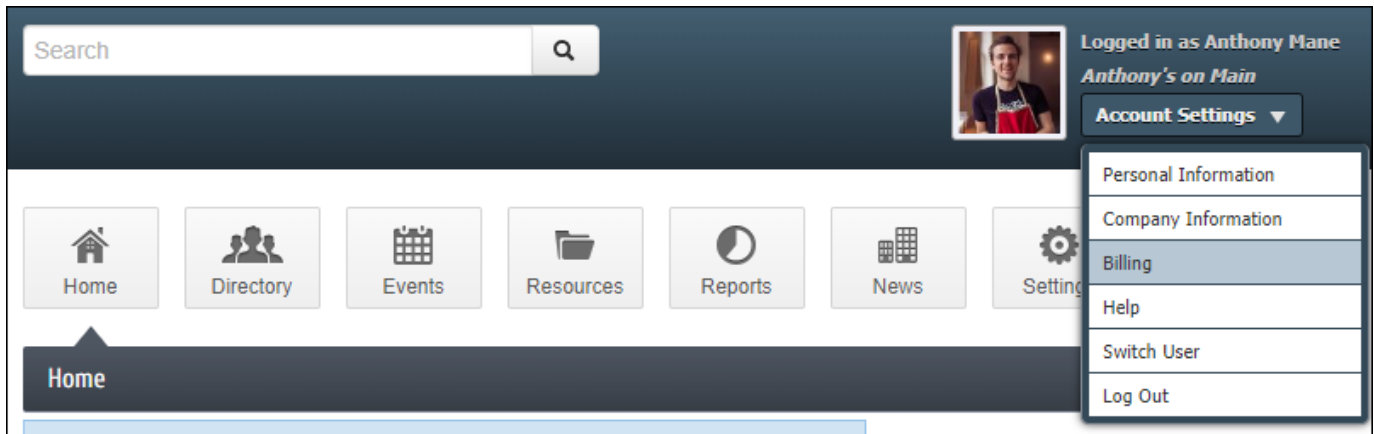 Search
Logged in as Anthony Mane
Anthony's on Main
Account Settings
Personal Information
Company Information
Billing
Help
Switch User
Log Out
Home
Directory
Events
Resources
Reports
News
Setting
Home